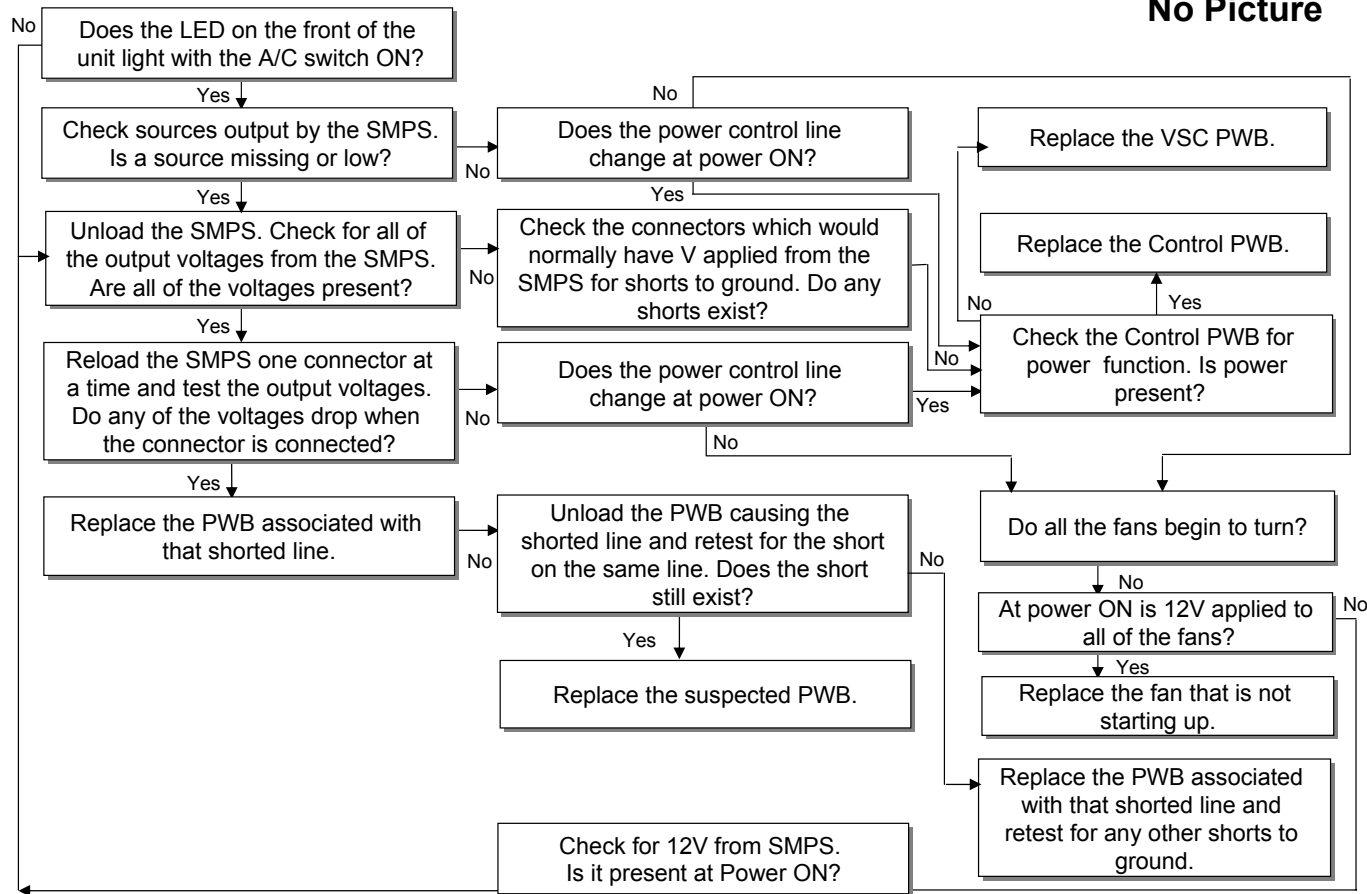 No Picture
No
Does the LED on the front of the
unit light with the A/C switch ON?
Yes
Check sources output by the SMPS.
Is a source missing or low?
No
No
Does the power control line
change at power ON?
Yes
Replace the VSC PWB.
Yes
Unload the SMPS. Check for all of
the output voltages from the SMPS.
Are all of the voltages present?
No
Check the connectors which would
normally have V applied from the
SMPS for shorts to ground. Do any
shorts exist?
No
Replace the Control PWB.
Yes
No
Check the Control PWB for
power  function. Is power
present?
Yes
Reload the SMPS one connector at
a time and test the output voltages.
Do any of the voltages drop when
the connector is connected?
No
Does the power control line
change at power ON?
Yes
No
Yes
Replace the PWB associated with
that shorted line.
No
Unload the PWB causing the
shorted line and retest for the short
on the same line. Does the short
still exist?
No
Yes
Replace the suspected PWB.
Do all the fans begin to turn?
No
At power ON is 12V applied to
all of the fans?
No
Yes
Replace the fan that is not
starting up.
Replace the PWB associated
with that shorted line and
retest for any other shorts to
ground.
Check for 12V from SMPS.
Is it present at Power ON?